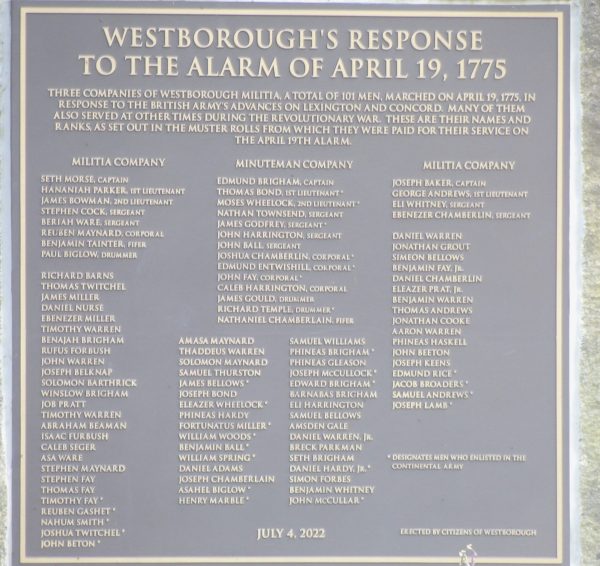 WESTBOROUGH'S RESPONSE
TO THE ALARM OF APRIL 19, 1775
THREE COMPANIES OF WESTBOROUGH MILITIA, A TOTAL OF 101 MEN, MARCHED ON APRIL 19, 1775, IN
RESPONSE TO THE BRITISH ARMY'S ADVANCES ON LEXINGTON AND CONCORD. MANY OF THEM
ALSO SERVED AT OTHER TIMES DURING THE REVOLUTIONARY WAR. THESE ARE THEIR NAMES AND
RANKS, AS SET OUT IN THE MUSTER ROLLS FROM WHICH THEY WERE PAID FOR THEIR SERVICE ON
THE APRIL 19TH ALARM.
MILITIA COMPANY
SETH MORSE, CAPTAIN
HANANIAH PARKER, 1ST LIEUTENANT
JAMES BOWMAN, 2ND LIEUTENANT
STEPHEN COCK, SERGEANT
BERIAH WARE, SERGEANT
REUBEN MAYNARD, CORPORAL
BENJAMIN TAINTER, FIFER
PAUL BIGLOW, DRUMMER
RICHARD BARNS
THOMAS TWITCHEL
JAMES MILLER
DANIEL NURSE
EBENEZER MILLER
TIMOTHY WARREN
BENAJAH BRIGHAM
RUFUS FORBUSH
JOHN WARREN
JOSEPH BELKNAP
SOLOMON BARTHRICK
WINSLOW BRIGHAM
JOB PRATT
TIMOTHY WARREN
ABRAHAM BEAMAN
ISAAC FURBUSH
CALEB SEGER
ASA WARE
STEPHEN MAYNARD
STEPHEN FAY
THOMAS FAY
TIMOTHY FAY *
REUBEN GASHET *
NAHUM SMITH *
JOSHUA TWITCHEL *
JOHN BETON *
MINUTEMAN COMPANY
EDMUND BRIGHAM, CAPTAIN
THOMAS BOND, 1ST LIEUTENANT *
MOSES WHEELOCK, 2ND LIEUTENANT *
NATHAN TOWNSEND, SERGEANT
JAMES GODFREY, SERGEANT *
JOHN HARRINGTON, SERGEANT
JOHN BALL, SERGEANT
JOSHUA CHAMBERLIN, CORPORAL *
EDMUND ENTWISHILL, CORPORAL *
JOHN FAY, CORPORAL *
CALEB HARRINGTON, CORPORAL
JAMES GOULD, DRUMMER
RICHARD TEMPLE, DRUMMER *
NATHANIEL CHAMBERLAIN, FIFER
AMASA MAYNARD
THADDEUS WARREN
SOLOMON MAYNARD
SAMUEL THURSTON
JAMES BELLOWS *
JOSEPH BOND
ELEAZER WHEELOCK *
PHINEAS HARDY
FORTUNATUS MILLER *
WILLIAM WOODS *
BENJAMIN BALL *
WILLIAM SPRING *
DANIEL ADAMS
JOSEPH CHAMBERLAIN
ASAHEL BIGLOW *
HENRY MARBLE *
SAMUEL WILLIAMS
PHINEAS BRIGHAM *
PHINEAS GLEASON
JOSEPH MCCULLOCK *
EDWARD BRIGHAM *
BARNABAS BRIGHAM
ELI HARRINGTON
SAMUEL BELLOWS
AMSDEN GALE
DANIEL WARREN, JR.
BRECK PARKMAN
SETH BRIGHAM
DANIEL HARDY, JR. *
SIMON FORBES
BENJAMIN WHITNEY
JOHN MCCULLAR *
MILITIA COMPANY
JOSEPH BAKER, CAPTAIN
GEORGE ANDREWS, 1ST LIEUTENANT
ELI WHITNEY, SERGEANT
EBENEZER CHAMBERLIN, SERGEANT
DANIEL WARREN
JONATHAN GROUT
SIMEON BELLOWS
BENJAMIN FAY, JR.
DANIEL CHAMBERLIN
ELEAZER PRAT, JR.
BENJAMIN WARREN
THOMAS ANDREWS
JONATHAN COOKE
AARON WARREN
PHINEAS HASKELL
JOHN BEETON
JOSEPH KEENS
EDMUND RICE *
JACOB BROADERS *
SAMUEL ANDREWS *
JOSEPH LAMB *
* DESIGNATES MEN WHO ENLISTED IN THE
CONTINENTAL ARMY
JULY 4, 2022
ERECTED BY CITIZENS OF WESTBOROUGH